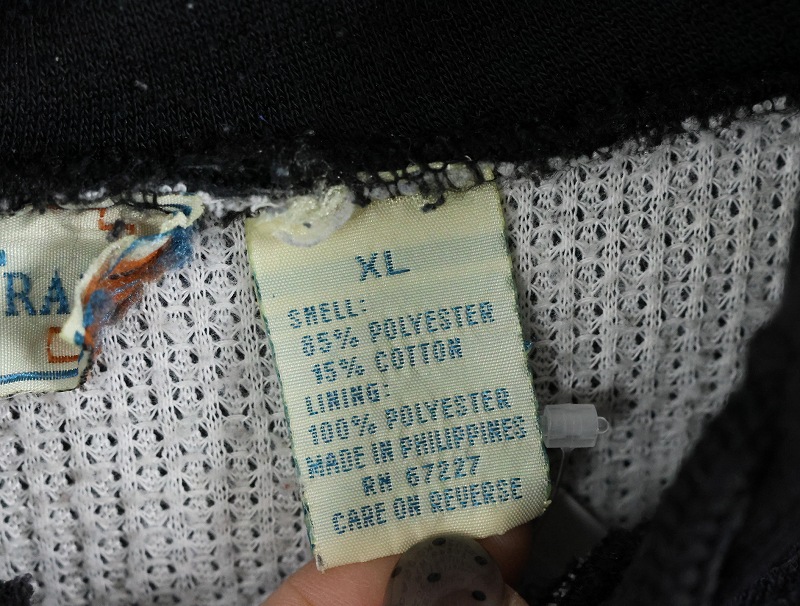 XL
SHELL:
85% POLYESTER
15% COTTON
LINING:
100% POLYESTER
MADE IN PHILIPPINES
RN 67227
CARE ON REVERSE